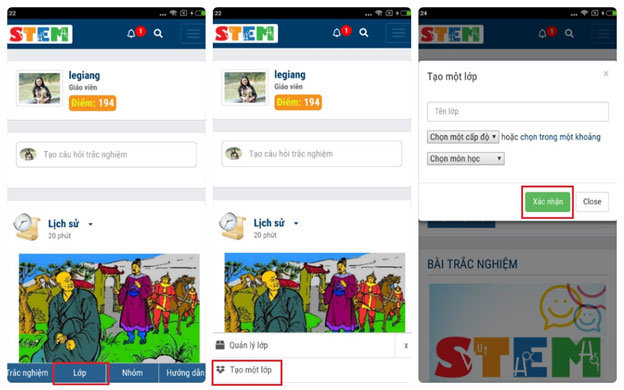 22
STEM
1
legiang
Giáo viên
Điểm: 194
Tạo câu hỏi trắc nghiệm
Lịch sử
20 phút
Trắc nghiệm
Lớp
Nhóm
Hướng dẫn
22
STEM
1
legiang
Giáo viên
Điểm: 194
Tạo câu hỏi trắc nghiệm
Lịch sử
20 phút
Quản lý lớp
x
Tạo một lớp
24
STEM
1
Tạo một lớp
x
Tên lớp
Chọn một cấp độ hoặc chọn trong một khoảng
Chọn môn học
Xác nhận
Close
BÀI TRẮC NGHIỆM
STEM